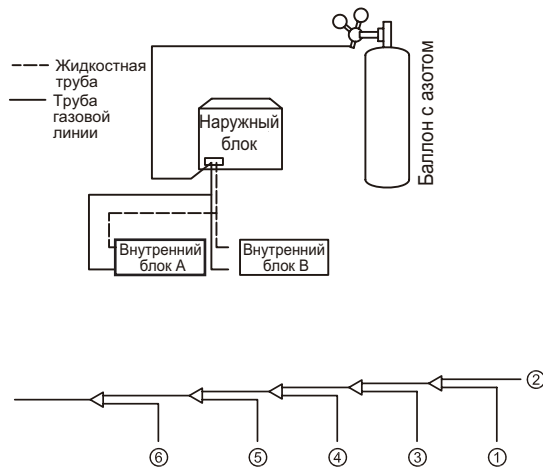 Жидкостная
труба
Труба
газовой
линии
Наружный
блок
Баллон с азотом
Внутренний
блок А
Внутренний
блок В
②
⑥ ⑤ ④ ③ ①